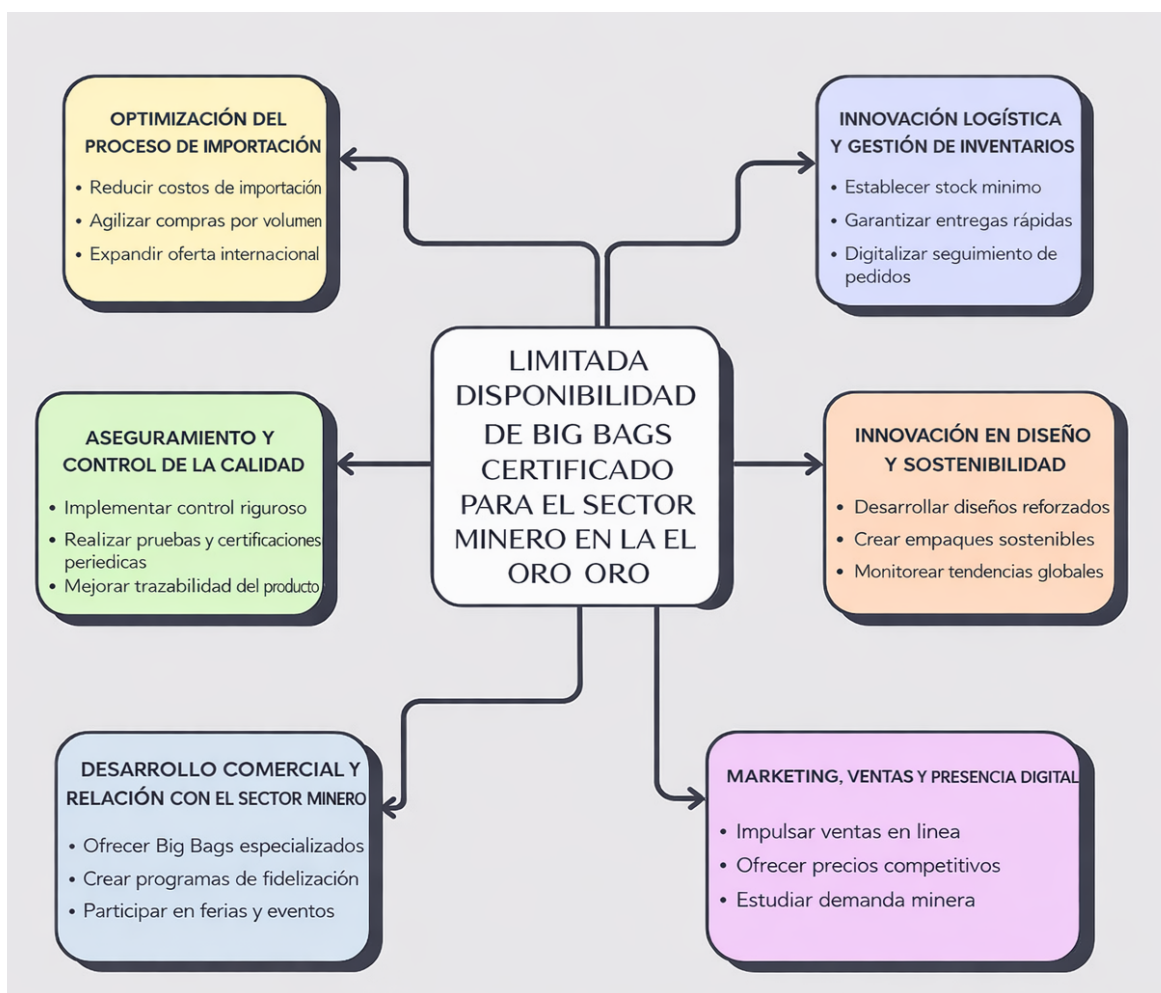 OPTIMIZACIÓN DEL
PROCESO DE IMPORTACIÓN
• Reducir costos de importación
• Agilizar compras por volumen
• Expandir oferta internacional
INNOVACIÓN LOGÍSTICA
Y GESTIÓN DE INVENTARIOS
• Establecer stock minimo
• Garantizar entregas rápidas
• Digitalizar seguimiento de
pedidos
LIMITADA
DISPONIBILIDAD
DE BIG BAGS
CERTIFICADO
PARA EL SECTOR
MINERO EN LA EL
ORO ORO
ASEGURAMIENTO Y
CONTROL DE LA CALIDAD
• Implementar control riguroso
• Realizar pruebas y certificaciones
periedicas
• Mejorar trazabilidad del producto
INNOVACIÓN EN DISEÑO
Y SOSTENIBILIDAD
• Desarrollar diseños reforzados
• Crear empaques sostenibles
• Monitorear tendencias globales
DESARROLLO COMERCIAL Y
RELACIÓN CON EL SECTOR MINERO
• Ofrecer Big Bags especializados
• Crear programas de fidelización
• Participar en ferias y eventos
MARKETING, VENTAS Y PRESENCIA DIGITAL
• Impulsar ventas en linea
• Ofrecer precios competitivos
• Estudiar demanda minera